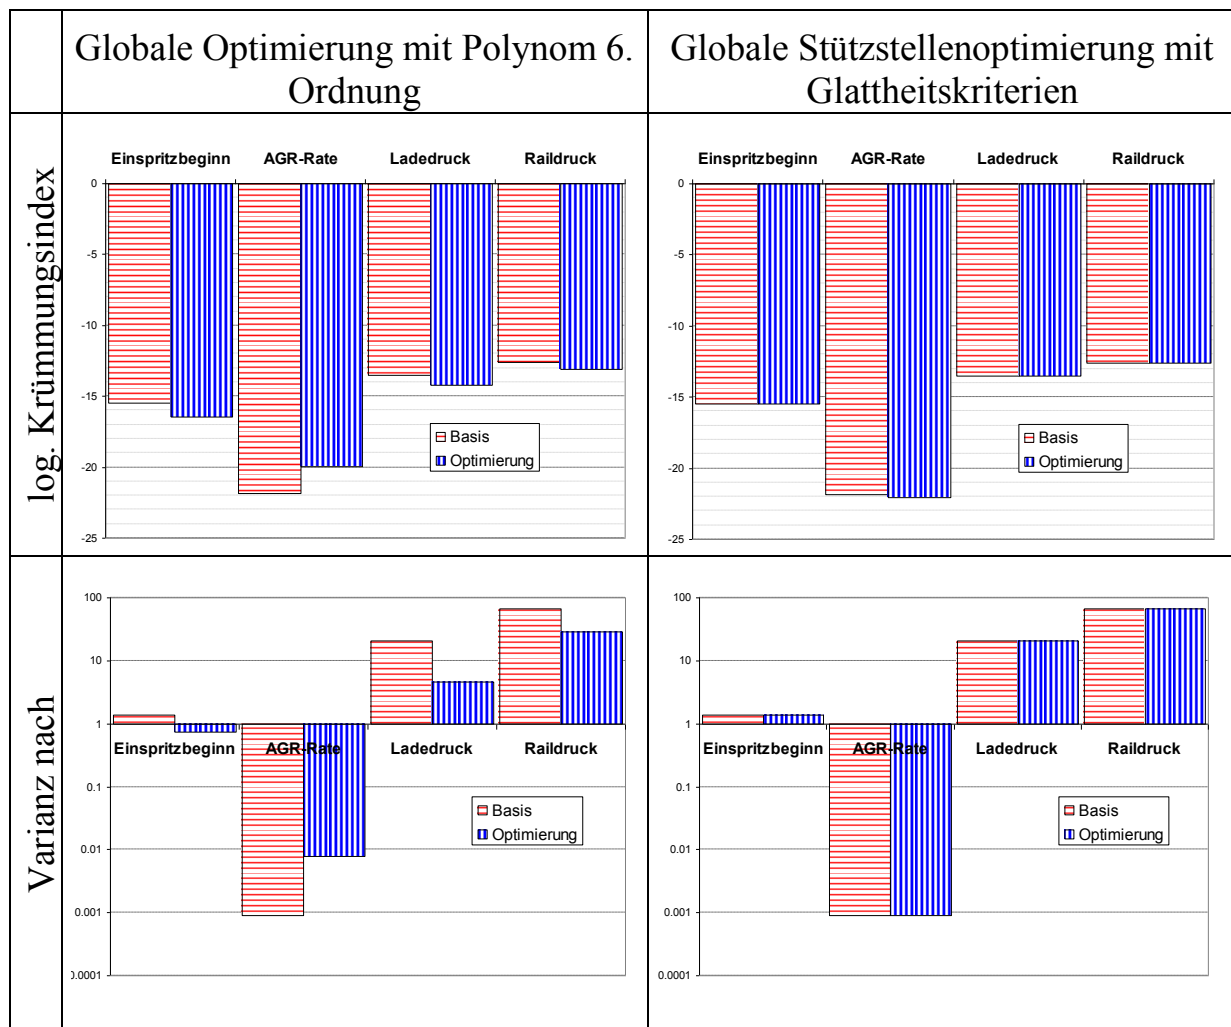 Globale Optimierung mit Polynom 6.
Ordnung
Globale Stützstellenoptimierung mit
Glattheitskriterien
log. Krümmungsindex
Einspritzbeginn AGR-Rate Ladedruck Raildruck
0
-5
-10
-15
-20
-25
Basis
Optimierung
Einspritzbeginn AGR-Rate Ladedruck Raildruck
0
-5
-10
-15
-20
-25
Basis
Optimierung
Varianz nach
100
10
1
0.1
0.01
0.001
0.0001
Einspritzbeginn AGR-Rate Ladedruck Raildruck
Basis
Optimierung
100
10
1
0.1
0.01
0.001
0.0001
Einspritzbeginn AGR-Rate Ladedruck Raildruck
Basis
Optimierung